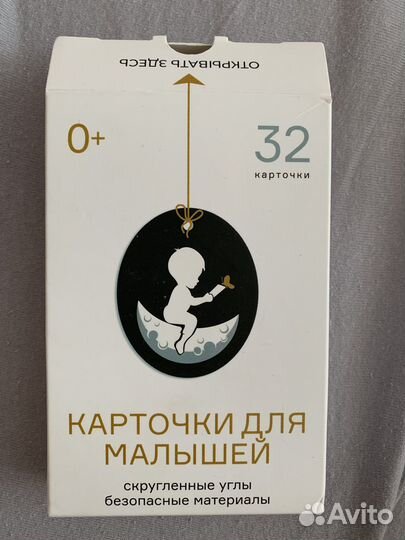 ОТКРЫВАТЬ ЗДЕСЬ
0+
32
карточки
КАРТОЧКИ ДЛЯ
МАЛЫШЕЙ
скругленные углы
безопасные материалы
Avito